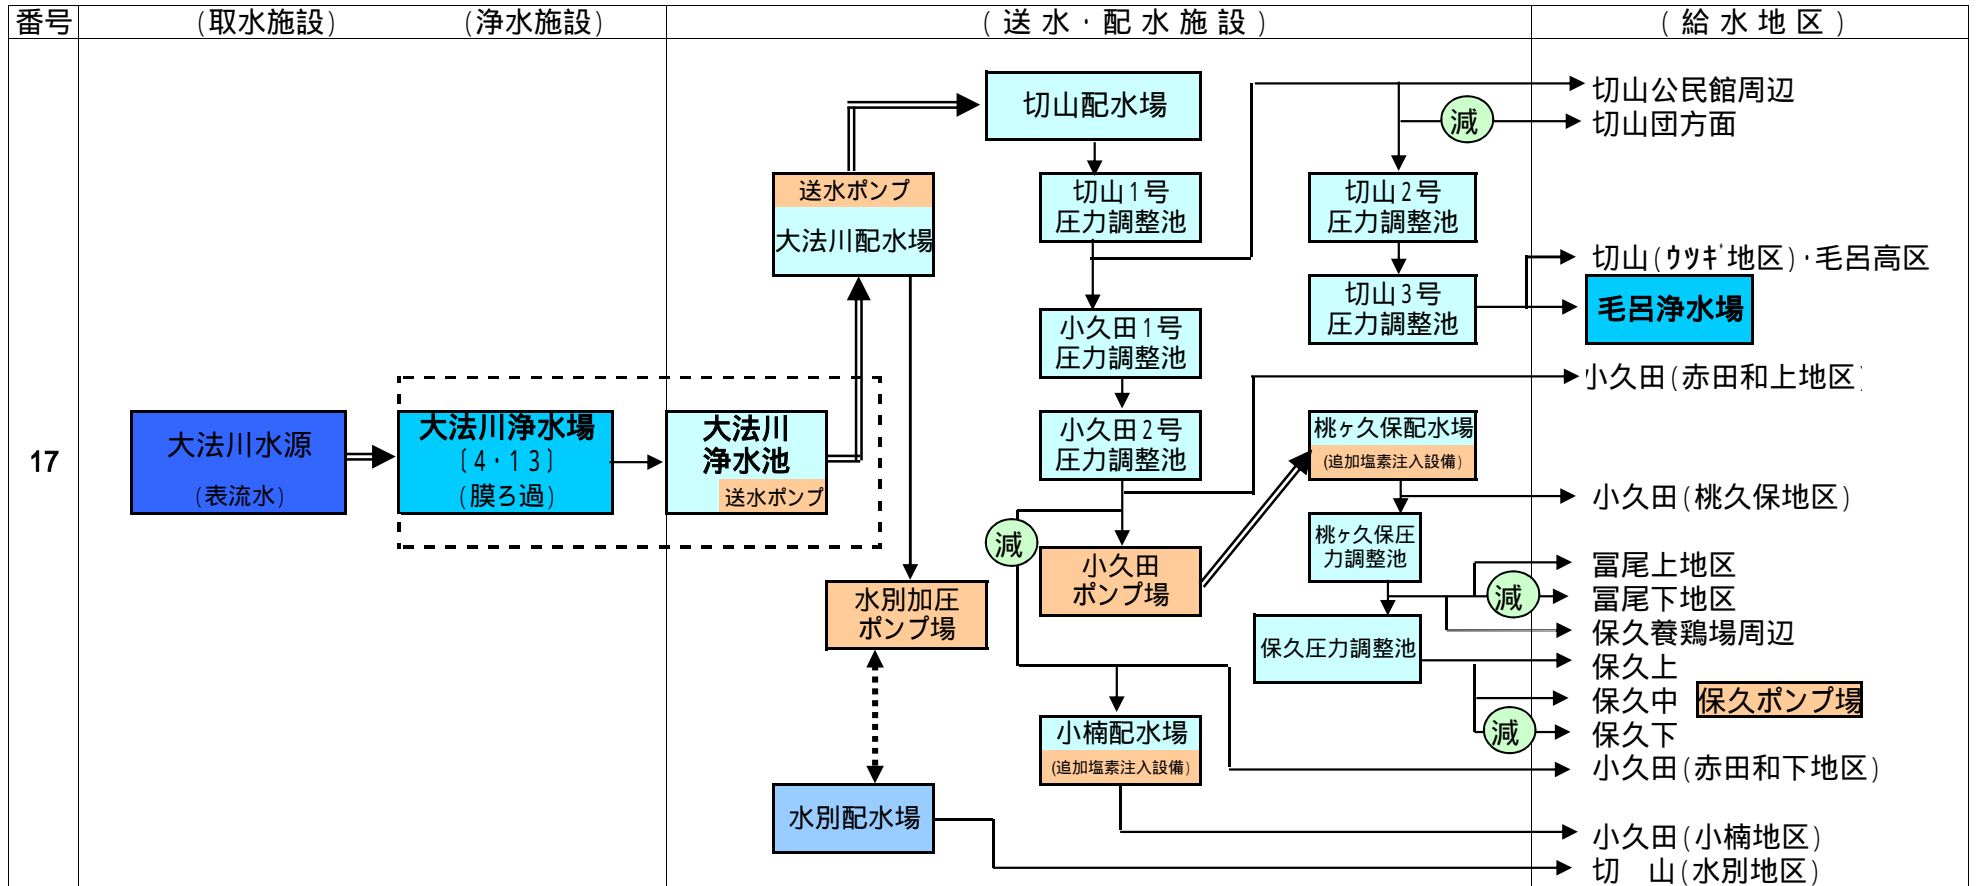 番号
(取水施設)
(浄水施設)
(送水・配水施設)
(給水地区)
17
大法川水源
(表流水)
大法川浄水場
〔4・13〕
(膜ろ過)
大法川
浄水池
送水ポンプ
送水ポンプ
大法川配水場
水別加圧
ポンプ場
水別配水場
切山配水場
切山1号
圧力調整池
小久田1号
圧力調整池
小久田2号
圧力調整池
減
小久田
ポンプ場
小楠配水場
(追加塩素注入設備)
減
切山2号
圧力調整池
切山3号
圧力調整池
桃ヶ久保配水場
(追加塩素注入設備)
桃ヶ久保圧
力調整池
減
保久圧力調整池
減
切山公民館周辺
切山団方面
切山(ウツギ地区)・毛呂高区
毛呂浄水場
小久田(赤田和上地区)
小久田(桃久保地区)
冨尾上地区
冨尾下地区
保久養鶏場周辺
保久上
保久中 保久ポンプ場
保久下
小久田(赤田和下地区)
小久田(小楠地区)
切 山(水別地区)